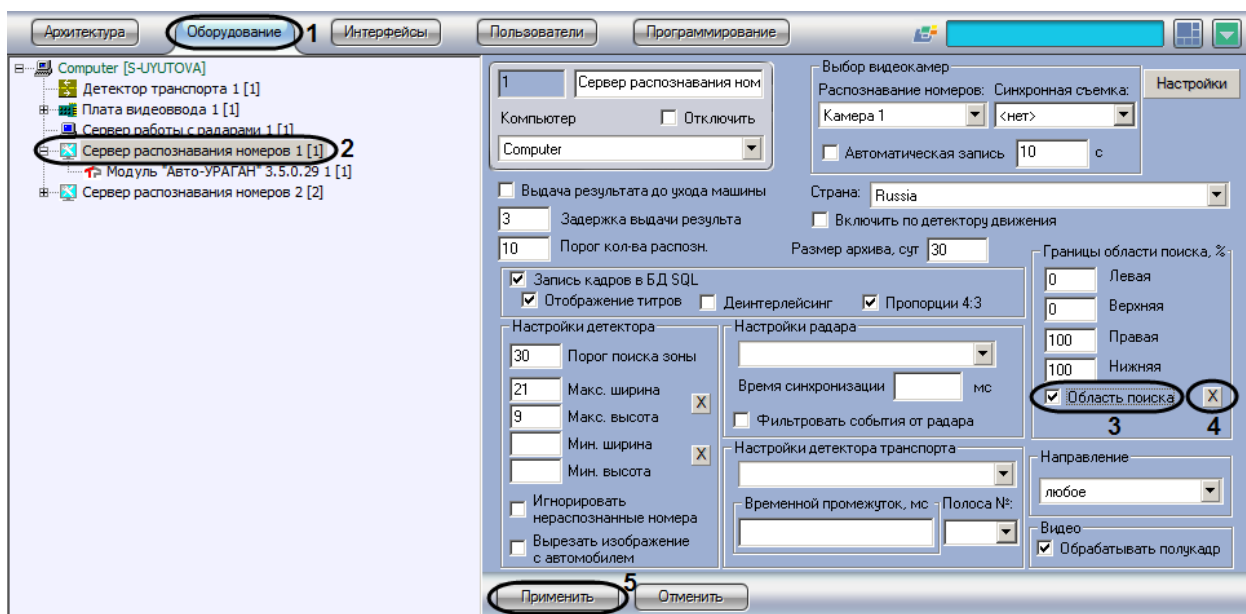 Архитектура Оборудование 1 Интерфейсы Пользователи Программирование
Computer [S-UYUTOVA]
Детектор транспорта 1 [1]
Плата видеоввода 1 [1]
Сервер работы с радарами 1 [1]
Сервер распознавания номеров 1 [1] 2
Модуль "Авто-УРАГАН" 3.5.0.29 1 [1]
Сервер распознавания номеров 2 [2]
1 Сервер распознавания ном
Компьютер Отключить
Computer
Выбор видеокамер
Распознавание номеров: Синхронная съемка:
Камера 1 <нет>
Автоматическая запись 10 с
Настройки
Выдача результата до ухода машины
3 Задержка выдачи результа
10 Порог кол-ва распозн.
Страна: Russia
Включить по детектору движения
Размер архива, сут 30
Запись кадров в БД SQL
Отображение титров Деинтерлейсинг Пропорции 4:3
Границы области поиска, %
0 Левая
0 Верхняя
100 Правая
100 Нижняя
Область поиска X
3 4
Настройки детектора
30 Порог поиска зоны
21 Макс. ширина
X
9 Макс. высота
Мин. ширина
X
Мин. высота
Игнорировать
нераспознанные номера
Вырезать изображение
с автомобилем
Настройки радара
Время синхронизации мс
Фильтровать события от радара
Настройки детектора транспорта
Временной промежуток, мс Полоса №:
Направление
любое
Видео
Обрабатывать полукадр
Применить 5 Отменить